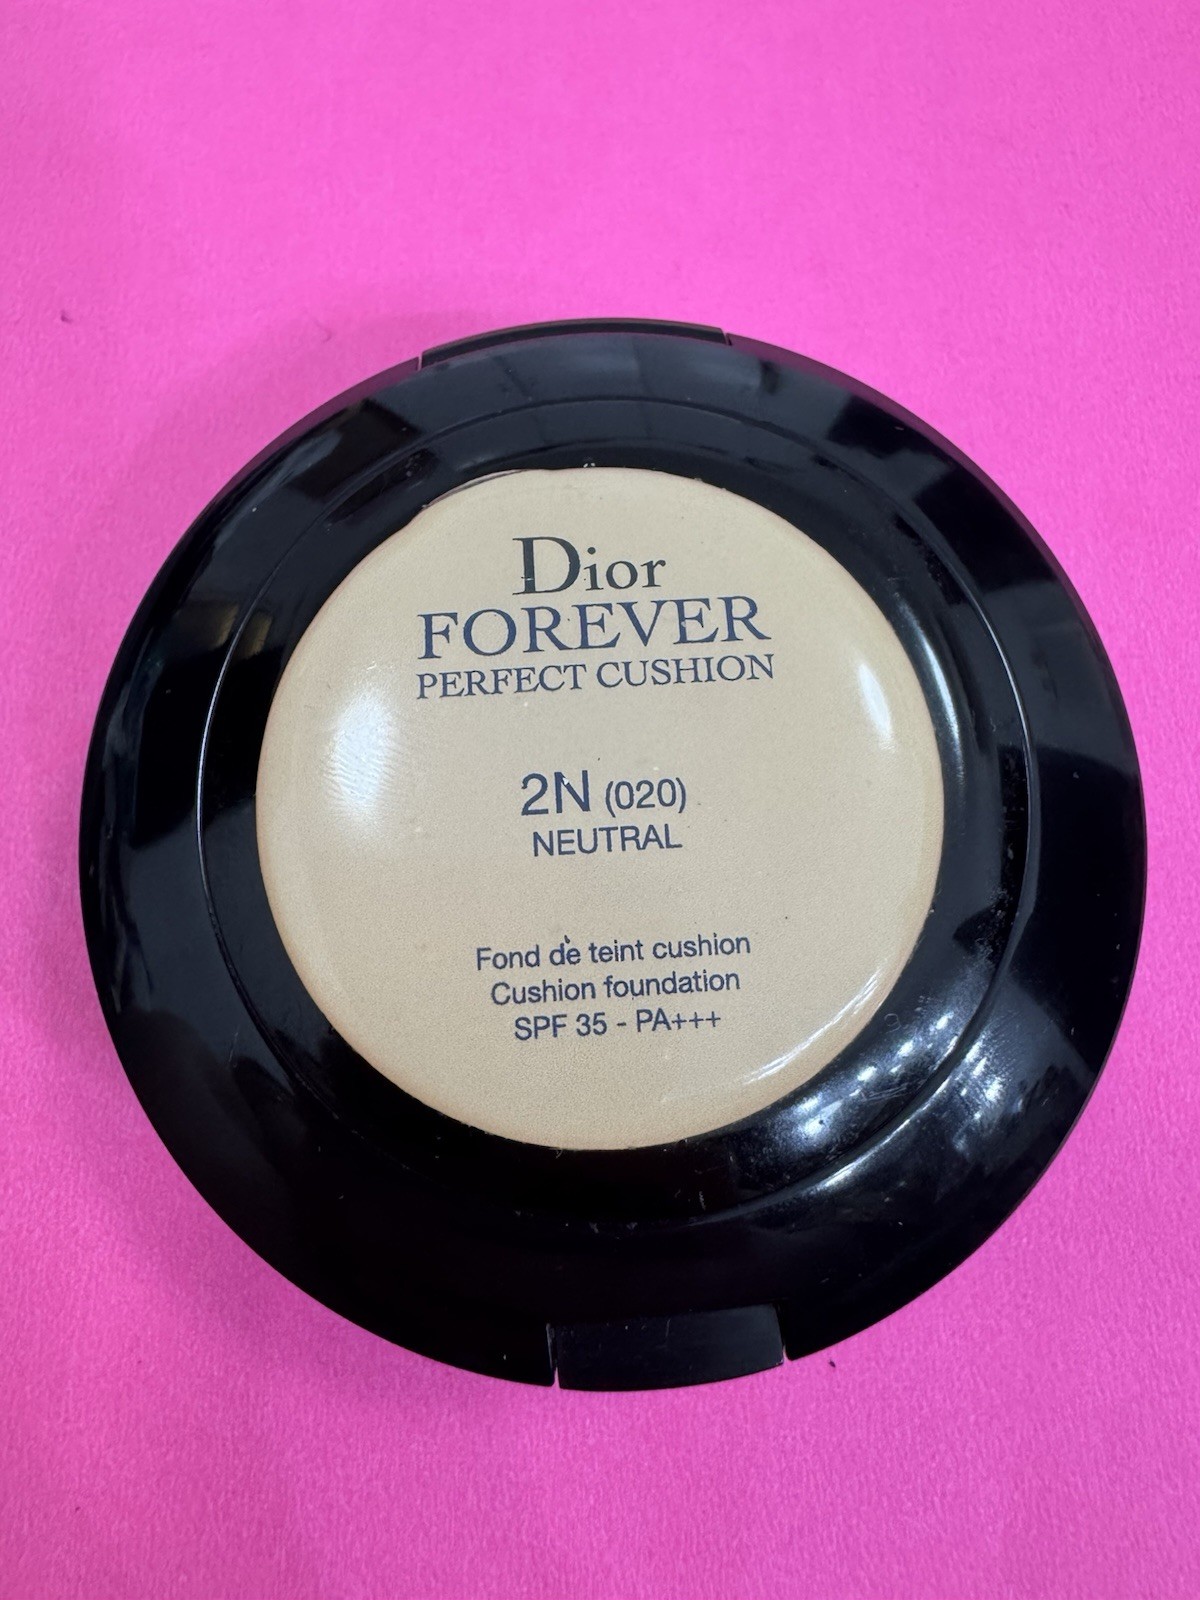 Dior
FOREVER
PERFECT CUSHION
2N (020)
NEUTRAL
Fond de teint cushion
Cushion foundation
SPF 35 - PA+++